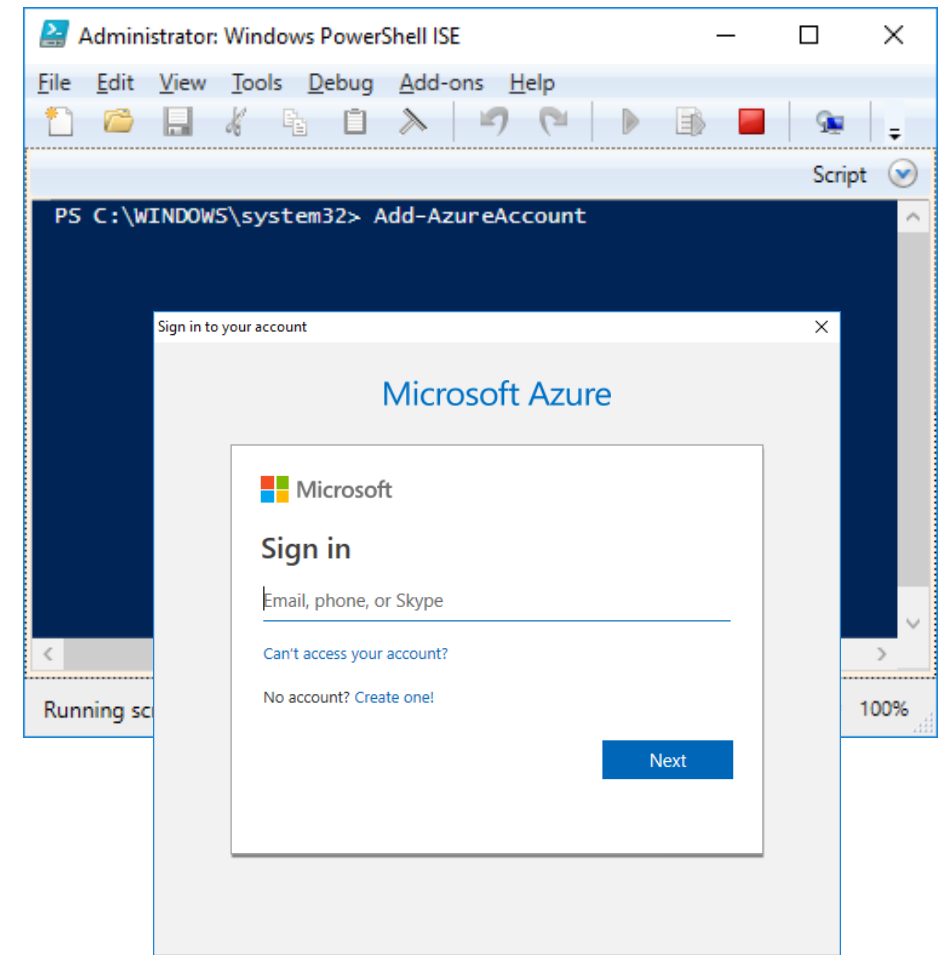 Administrator: Windows PowerShell ISE
File Edit View Tools Debug Add-ons Help
Script
PS C:\WINDOWS\system32> Add-AzureAccount
Sign in to your account
Microsoft Azure
Microsoft
Sign in
Email, phone, or Skype
Can't access your account?
No account? Create one!
Next
Running sc
100%